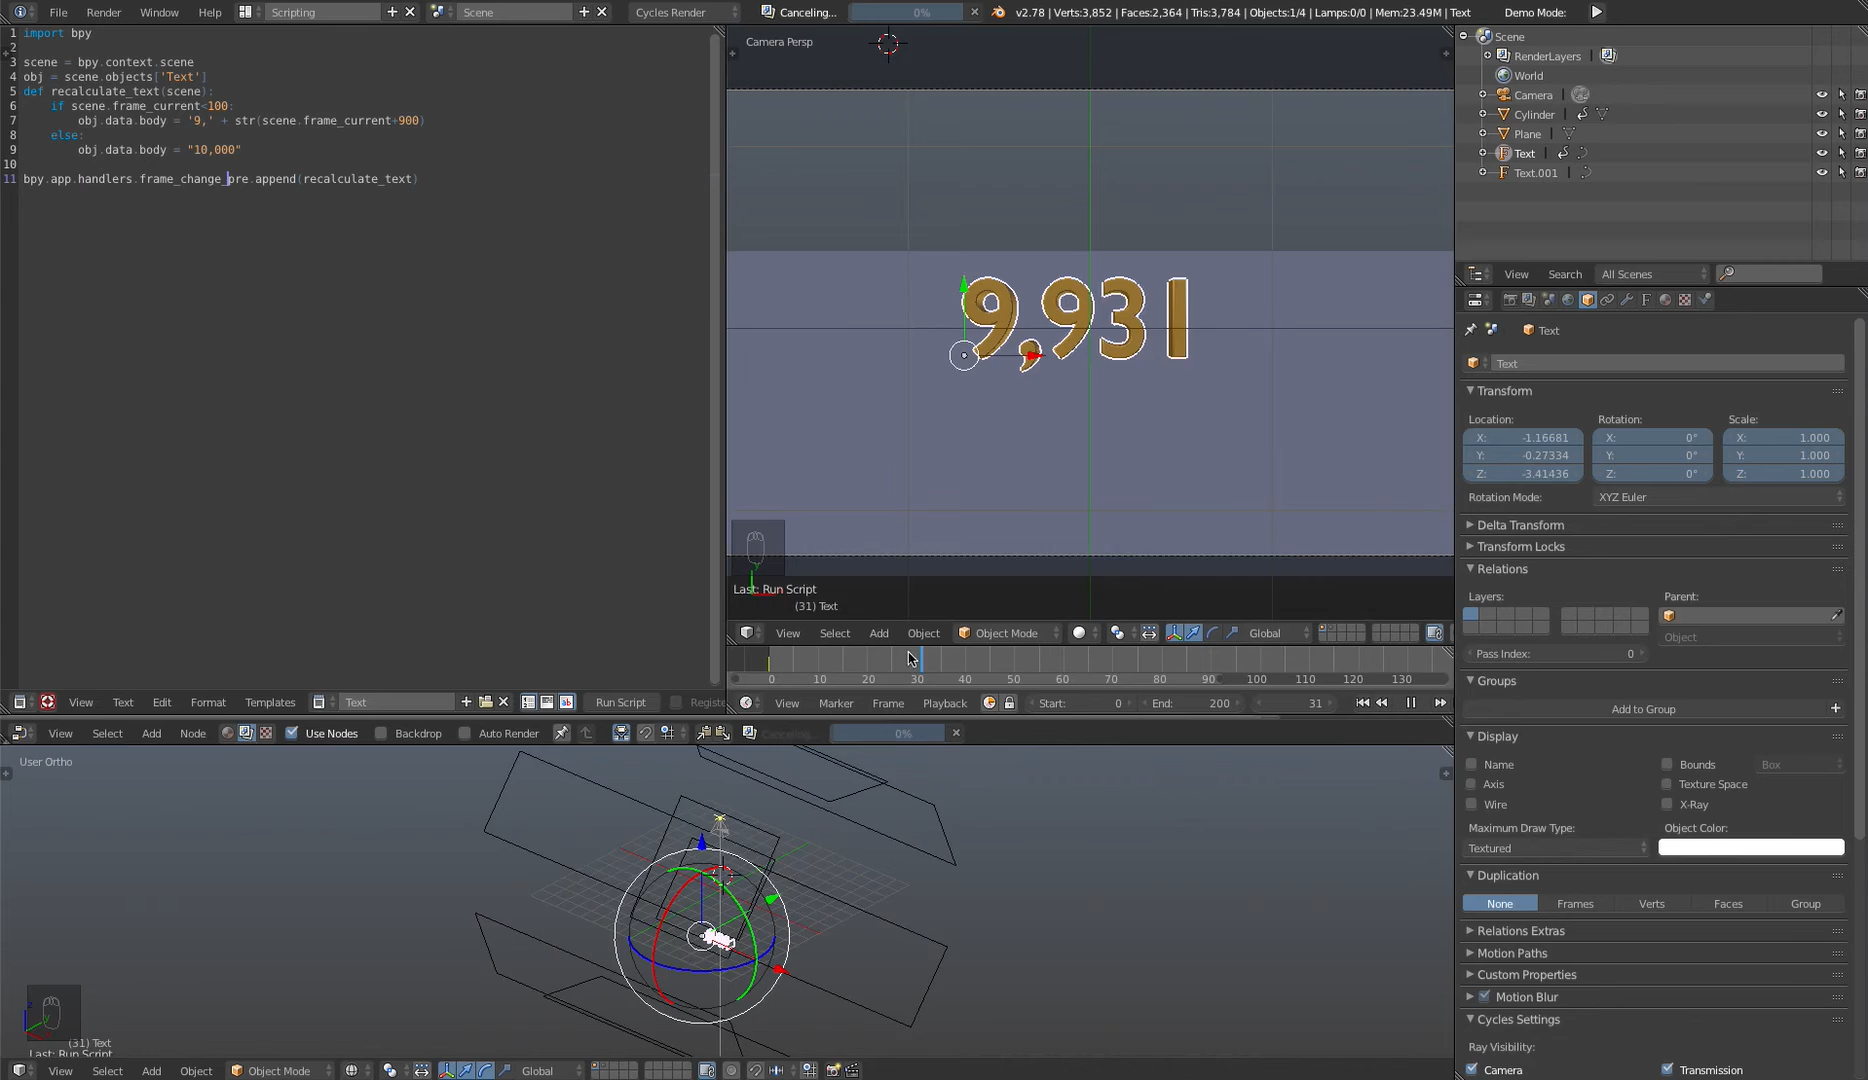 File Render Window Help Scripting Scene Cycles Render Canceling... 0% v2.78 | Verts:3,852 | Faces:2,364 | Tris:3,784 | Objects:1/4 | Lamps:0/0 | Mem:23.49M | Text Demo Mode:
1 import bpy
2
3 scene = bpy.context.scene
4 obj = scene.objects['Text']
5 def recalculate_text(scene):
6 if scene.frame_current<100:
7 obj.data.body = '9,' + str(scene.frame_current+900)
8 else:
9 obj.data.body = "10,000"
10
11 bpy.app.handlers.frame_change_pre.append(recalculate_text)
View Text Edit Format Templates Text Run Script Registe
Camera Persp
9,931
Last: Run Script
(31) Text
View Select Add Object Object Mode Global
0 10 20 30 40 50 60 70 80 90 100 110 120 130
View Marker Frame Playback Start: 0 End: 200 31
View Select Add Node Use Nodes Backdrop Auto Render Canceling... 0%
User Ortho
(31) Text
Last: Run Script
View Select Add Object Object Mode Global
Scene
RenderLayers
World
Camera
Cylinder
Plane
Text
Text.001
View Search All Scenes
Text
Text
Transform
Location: Rotation: Scale:
X: -1.16681 X: 0° X: 1.000
Y: -0.27334 Y: 0° Y: 1.000
Z: -3.41436 Z: 0° Z: 1.000
Rotation Mode: XYZ Euler
Delta Transform
Transform Locks
Relations
Layers: Parent:
Object
Pass Index: 0
Groups
Add to Group
Display
Name Bounds Box
Axis Texture Space
Wire X-Ray
Maximum Draw Type: Object Color:
Textured
Duplication
None Frames Verts Faces Group
Relations Extras
Motion Paths
Custom Properties
Motion Blur
Cycles Settings
Ray Visibility:
Camera Transmission